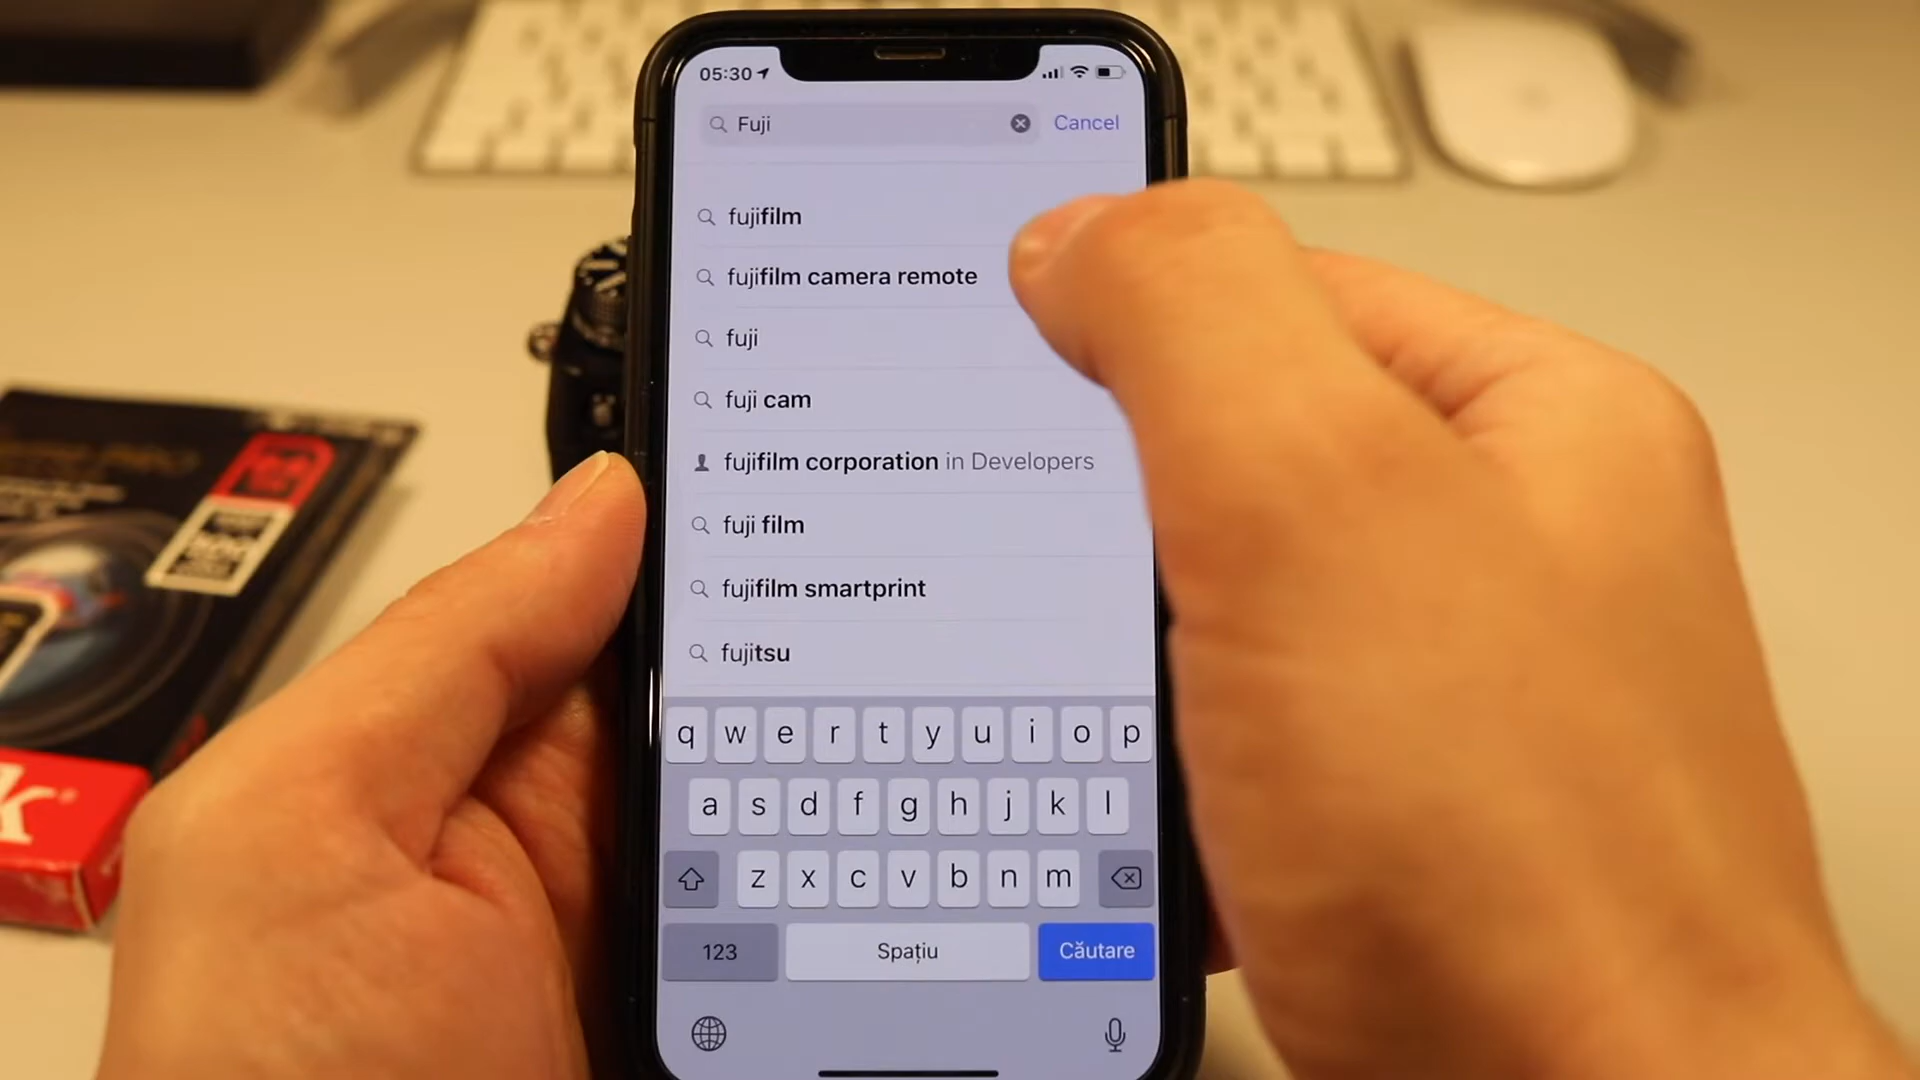 05:30
Fuji
Cancel
fujifilm
fujifilm camera remote
fuji
fuji cam
fujifilm corporation in Developers
fuji film
fujifilm smartprint
fujitsu
q w e r t y u i o p
a s d f g h j k l
z x c v b n m
123 Spațiu Căutare
PRO
k®